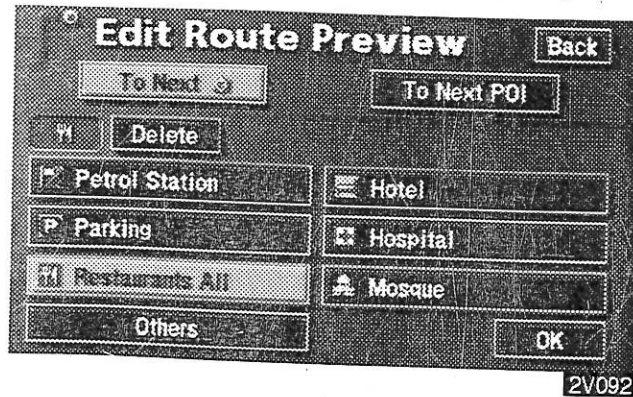 Edit Route Preview Back
To Next To Next POI
Delete
Petrol Station Hotel
P Parking Hospital
Restaurants All Mosque
Others OK
2V092